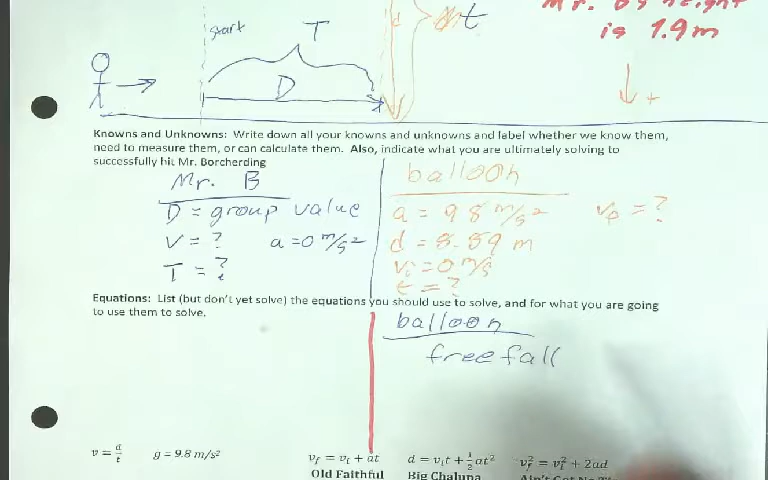 start
T
t
Mr. B's height
is 1.9m
D
+
Knowns and Unknowns: Write down all your knowns and unknowns and label whether we know them,
need to measure them, or can calculate them. Also, indicate what you are ultimately solving to
successfully hit Mr. Borcherding
Mr. B
balloon
D = group value
V = ? a=0 m/s²
T = ?
a = 9.8 m/s² vf = ?
d = 8.59 m
vi = 0 m/s
t = ?
Equations: List (but don't yet solve) the equations you should use to solve, and for what you are going
to use them to solve.
balloon
free fall
v = d/t g = 9.8 m/s² vf = vi + at d = vit + ½at² vf² = vi² + 2ad
Old Faithful Big Chalupa Ain't Got No